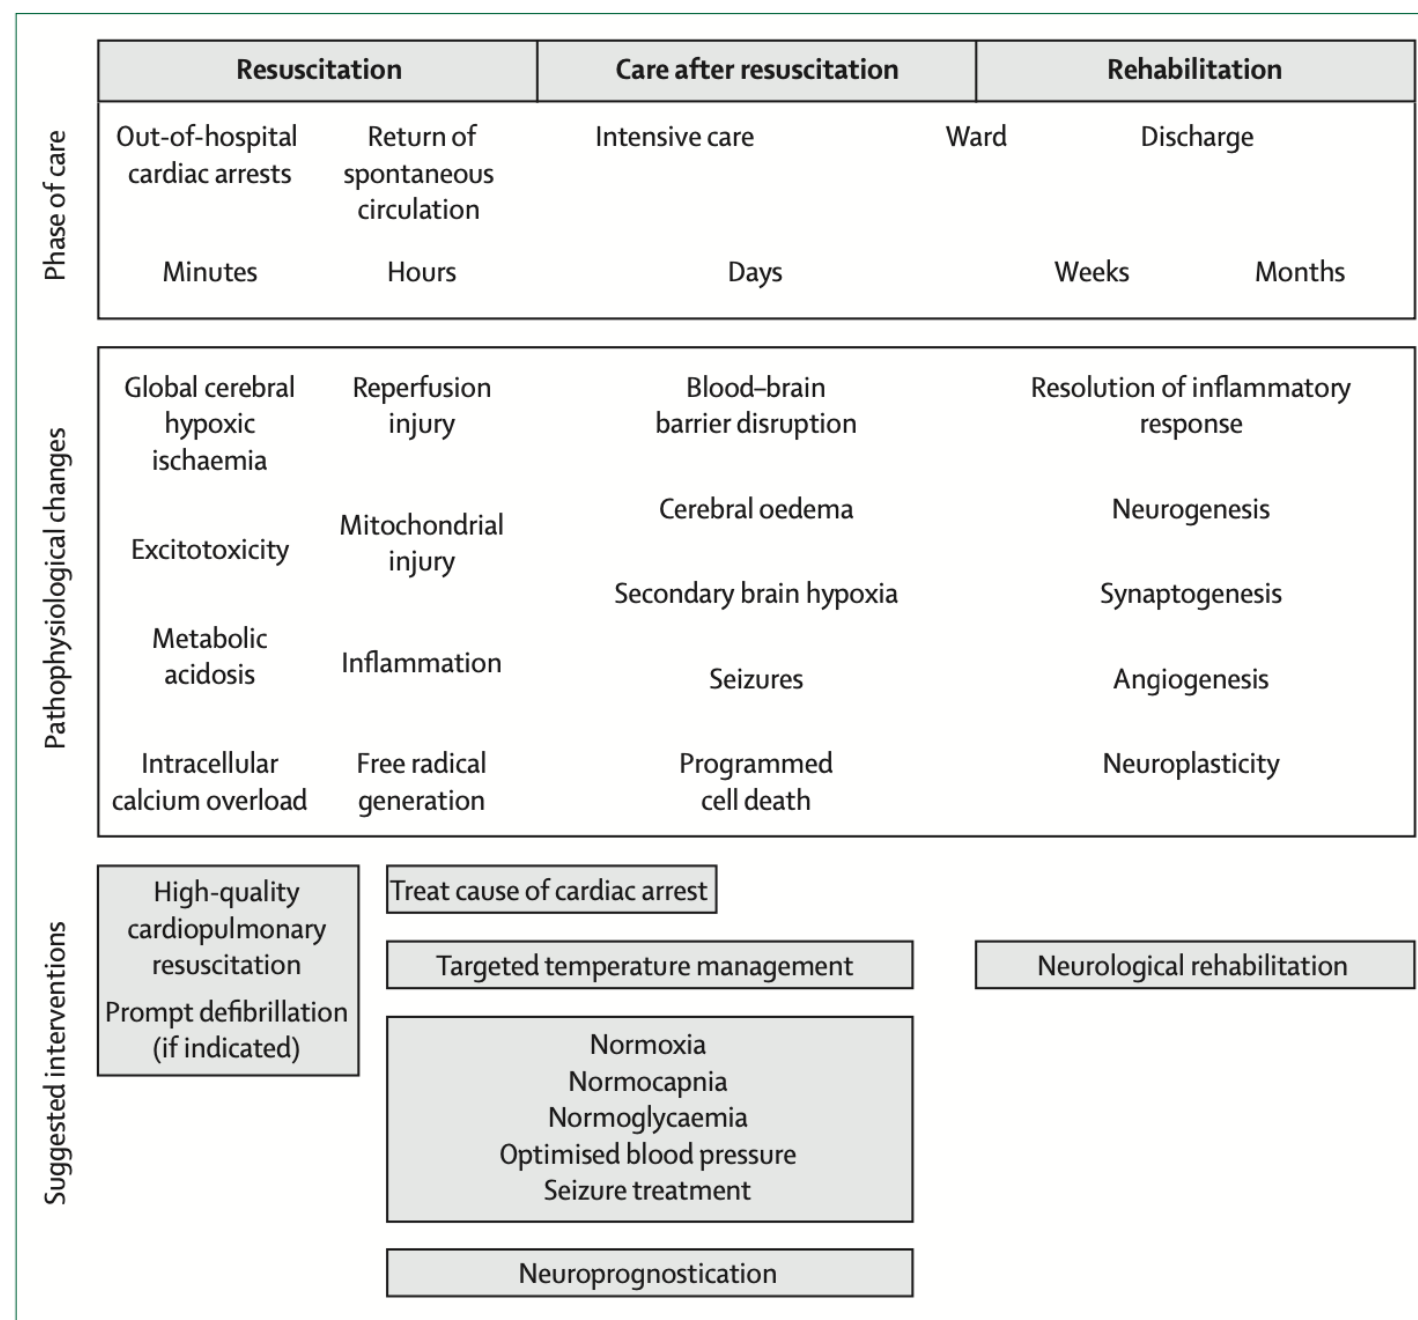 Resuscitation
Care after resuscitation
Rehabilitation
Phase of care
Out-of-hospital
cardiac arrests
Return of
spontaneous
circulation
Intensive care
Ward
Discharge
Minutes
Hours
Days
Weeks
Months
Pathophysiological changes
Global cerebral
hypoxic
ischaemia
Excitotoxicity
Metabolic
acidosis
Intracellular
calcium overload
Reperfusion
injury
Mitochondrial
injury
Inflammation
Free radical
generation
Blood–brain
barrier disruption
Cerebral oedema
Secondary brain hypoxia
Seizures
Programmed
cell death
Resolution of inflammatory
response
Neurogenesis
Synaptogenesis
Angiogenesis
Neuroplasticity
Suggested interventions
High-quality
cardiopulmonary
resuscitation
Prompt defibrillation
(if indicated)
Treat cause of cardiac arrest
Targeted temperature management
Normoxia
Normocapnia
Normoglycaemia
Optimised blood pressure
Seizure treatment
Neuroprognostication
Neurological rehabilitation